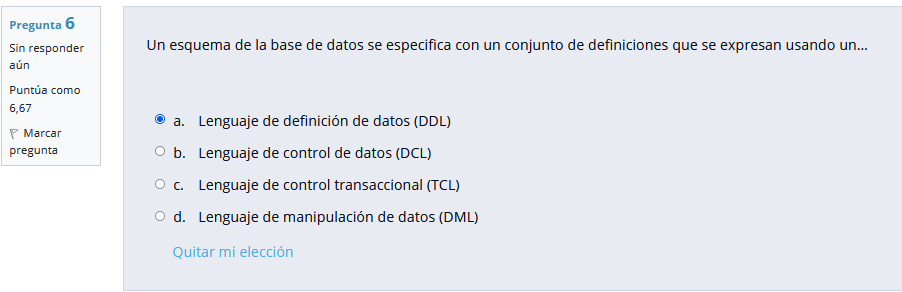 Pregunta 6
Sin responder
aún
Puntúa como
6,67
Marcar
pregunta
Un esquema de la base de datos se especifica con un conjunto de definiciones que se expresan usando un...
a. Lenguaje de definición de datos (DDL)
b. Lenguaje de control de datos (DCL)
c. Lenguaje de control transaccional (TCL)
d. Lenguaje de manipulación de datos (DML)
Quitar mi elección